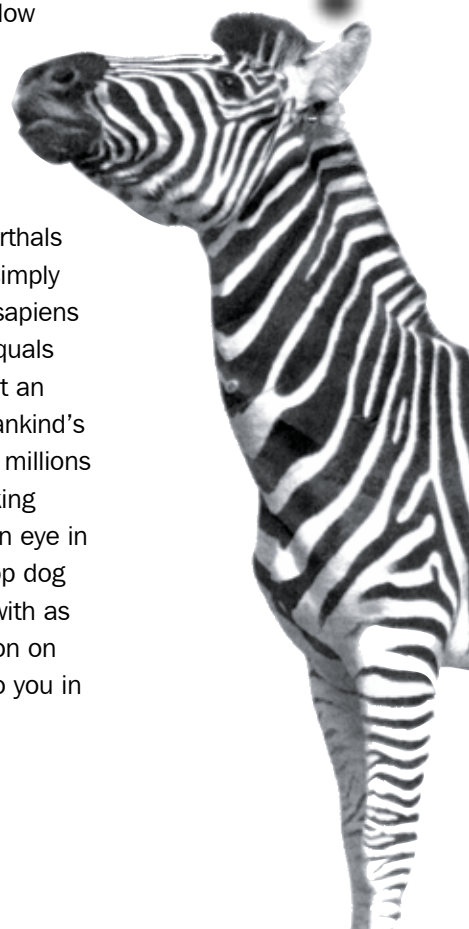 low
rthals
imply
sapiens
quals
t an
ankind's
millions
king
n eye in
op dog
with as
on on
o you in